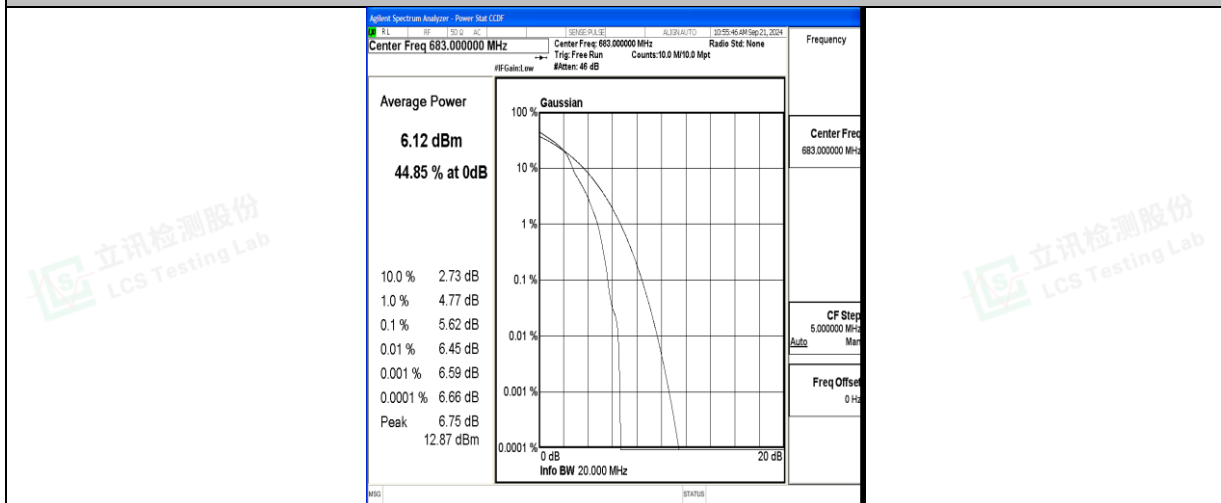 Agilent Spectrum Analyzer - Power Stat CCDF
RL RF 50 Ω AC SENSE:PULSE ALIGN AUTO 10:55:46 AM Sep 21, 2024
Center Freq 683.000000 MHz
Center Freq: 683.000000 MHz Radio Std: None
Trig: Free Run Counts:10.0 M/10.0 Mpt
#IFGain:Low #Atten: 46 dB
Frequency
Average Power
6.12 dBm
44.85 % at 0dB
10.0 % 2.73 dB
1.0 % 4.77 dB
0.1 % 5.62 dB
0.01 % 6.45 dB
0.001 % 6.59 dB
0.0001 % 6.66 dB
Peak 6.75 dB
12.87 dBm
Gaussian
100 %
10 %
1 %
0.1 %
0.01 %
0.001 %
0.0001 %
0 dB 20 dB
Info BW 20.000 MHz
Center Freq
683.000000 MHz
CF Step
5.000000 MHz
Auto Man
Freq Offset
0 Hz
MSG STATUS
立讯检测股份
LCS Testing Lab
立讯检测股份
LCS Testing Lab